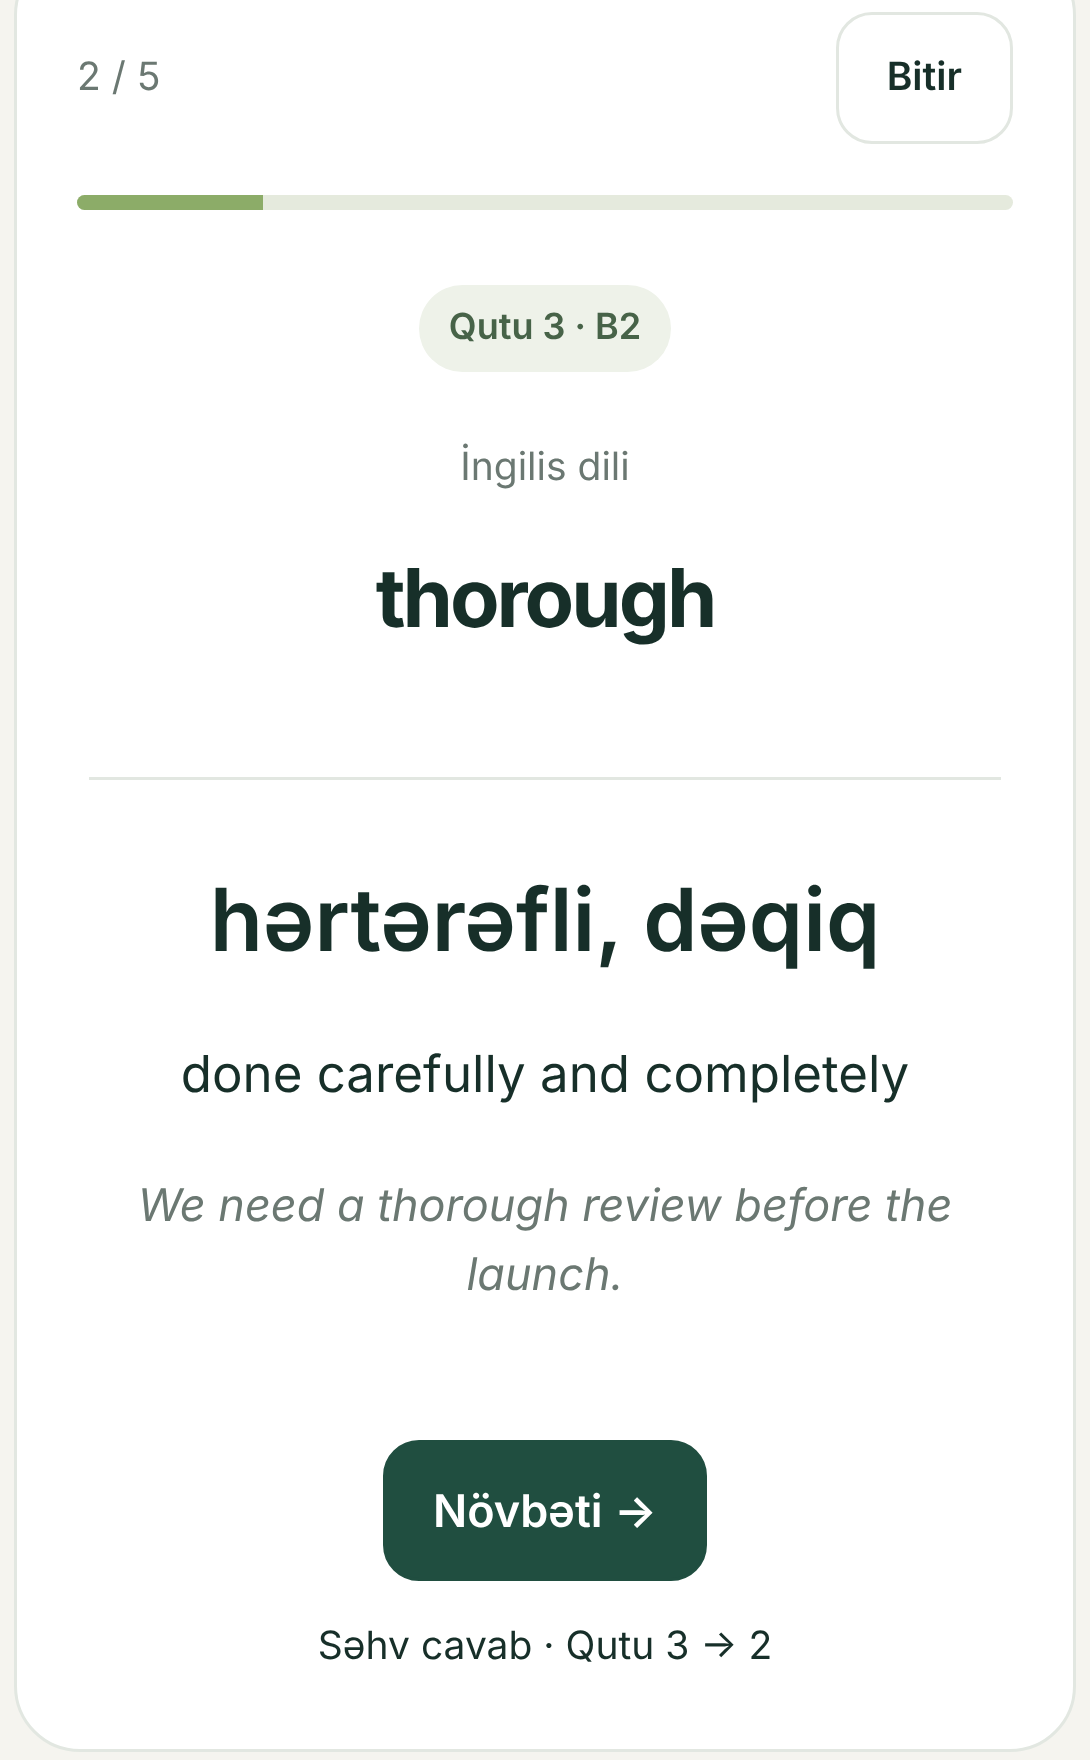 2 / 5
Bitir
Qutu 3 · B2
İngilis dili
thorough
hərtərəfli, dəqiq
done carefully and completely
We need a thorough review before the
launch.
Növbəti →
Səhv cavab · Qutu 3 → 2